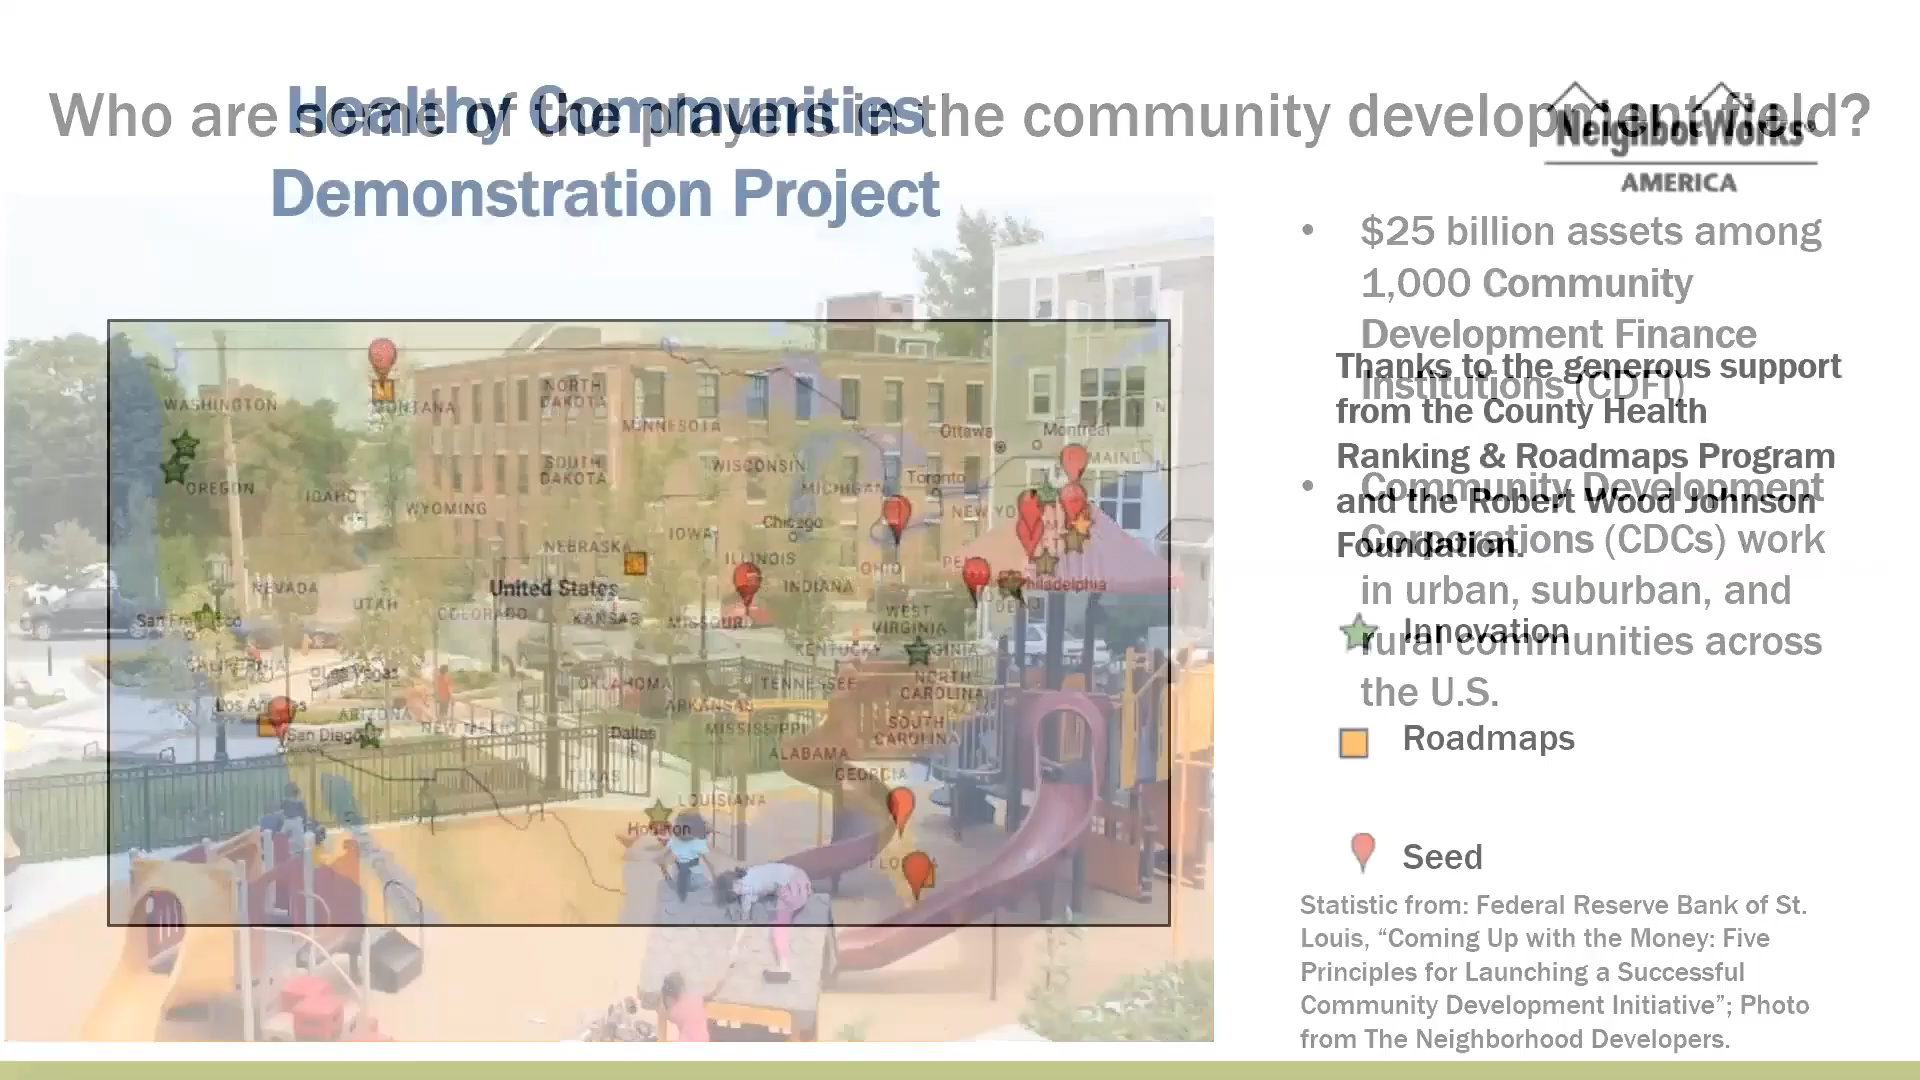 Who are some of the players in the community development field?
Healthy Communities
Demonstration Project
NeighborWorks®
AMERICA
• $25 billion assets among
1,000 Community
Development Finance
Institutions (CDFI)
• Community Development
Corporations (CDCs) work
in urban, suburban, and
rural communities across
the U.S.
Thanks to the generous support
from the County Health
Ranking & Roadmaps Program
and the Robert Wood Johnson
Foundation.
Innovation
Roadmaps
Seed
Statistic from: Federal Reserve Bank of St.
Louis, “Coming Up with the Money: Five
Principles for Launching a Successful
Community Development Initiative”; Photo
from The Neighborhood Developers.
WASHINGTON
MONTANA
NORTH
DAKOTA
MINNESOTA
Ottawa
Montreal
MAINE
OREGON
IDAHO
SOUTH
DAKOTA
WISCONSIN
MICHIGAN
Toronto
WYOMING
NEW YO
IOWA
Chicago
NEBRASKA
ILLINOIS
INDIANA
OHIO
PE
Philadelphia
NEVADA
UTAH
United States
COLORADO
KANSAS
MISSOURI
WEST
VIRGINIA
San Francisco
CALIFORNIA
Las Vegas
KENTUCKY
OKLAHOMA
TENNESSEE
NORTH
CAROLINA
Los Angeles
ARIZONA
NEW MEXICO
ARKANSAS
MISSISSIPPI
SOUTH
CAROLINA
San Diego
Dallas
ALABAMA
TEXAS
GEORGIA
LOUISIANA
Houston